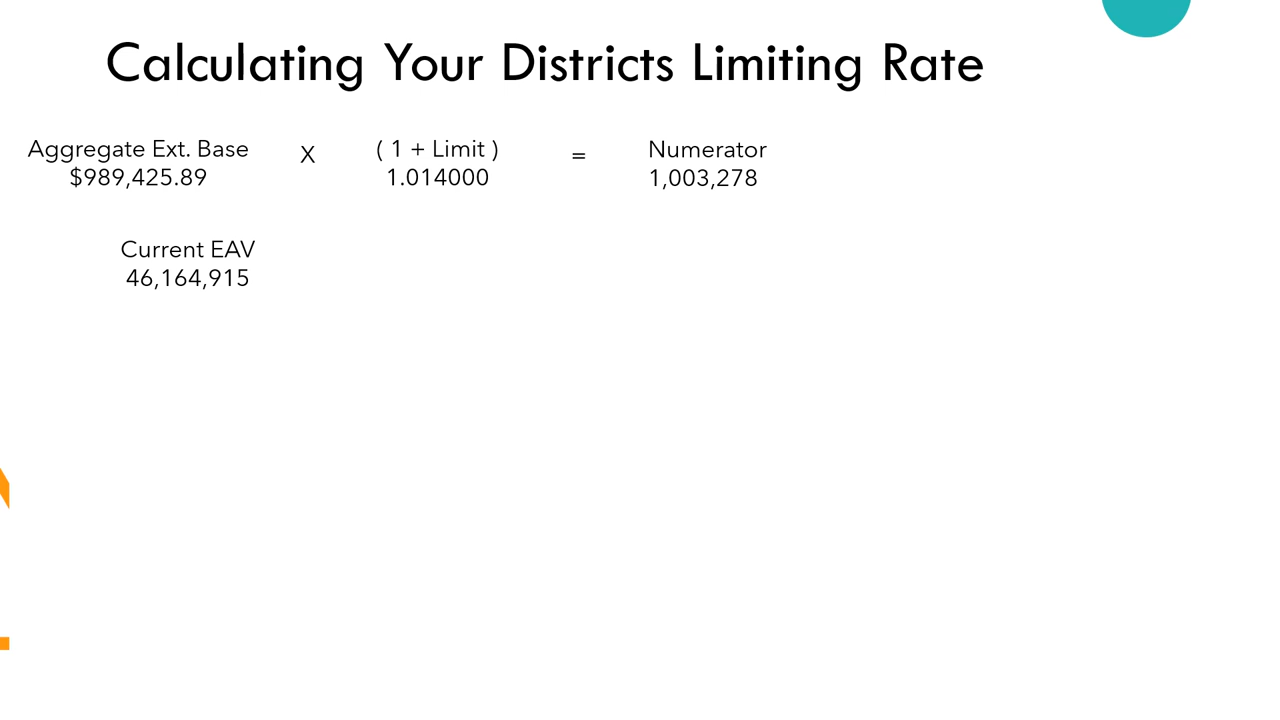 Calculating Your Districts Limiting Rate
Aggregate Ext. Base X ( 1 + Limit ) = Numerator
$989,425.89 1.014000 1,003,278
Current EAV
46,164,915